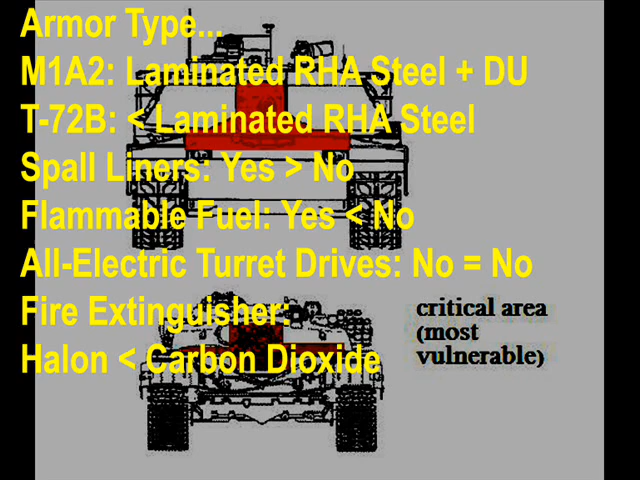 Armor Type...
M1A2: Laminated RHA Steel + DU
T-72B: < Laminated RHA Steel
Spall Liners: Yes > No
Flammable Fuel: Yes < No
All-Electric Turret Drives: No = No
Fire Extinguisher:
Halon < Carbon Dioxide
critical area
(most
vulnerable)